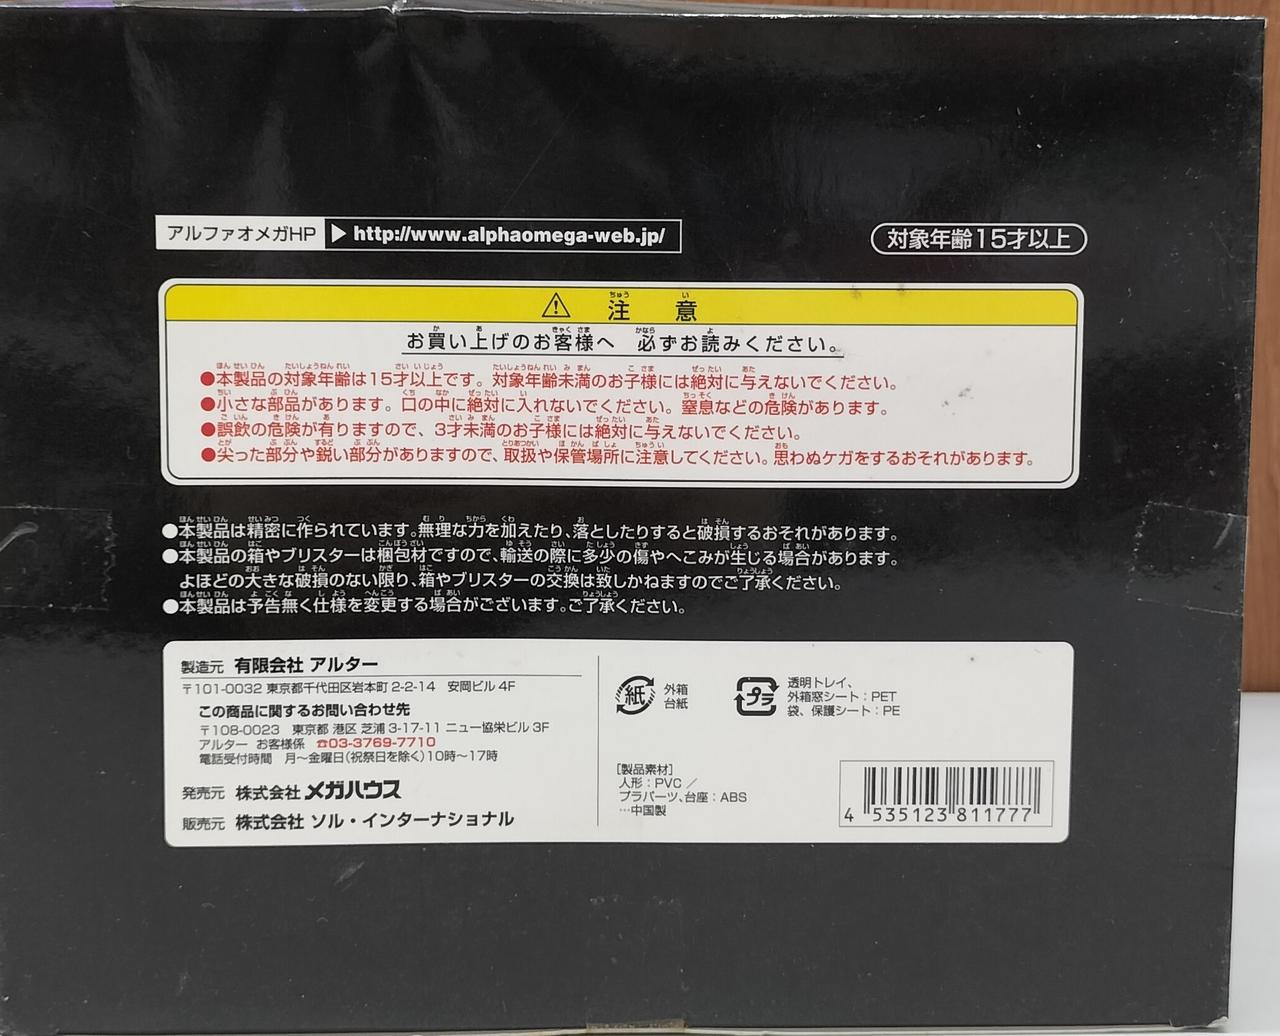 アルファオメガHP ▶ http://www.alphaomega-web.jp/
対象年齢15才以上
⚠ 注意
お買い上げのお客様へ 必ずお読みください。
●本製品の対象年齢は15才以上です。対象年齢未満のお子様には絶対に与えないでください。
●小さな部品があります。口の中に絶対に入れないでください。窒息などの危険があります。
●誤飲の危険が有りますので、3才未満のお子様には絶対に与えないでください。
●尖った部分や鋭い部分がありますので、取扱や保管場所に注意してください。思わぬケガをするおそれがあります。
●本製品は精密に作られています。無理な力を加えたり、落としたりすると破損するおそれがあります。
●本製品の箱やブリスターは梱包材ですので、輸送の際に多少の傷やへこみが生じる場合があります。
よほどの大きな破損のない限り、箱やブリスターの交換は致しかねますのでご了承ください。
●本製品は予告無く仕様を変更する場合がございます。ご了承ください。
製造元 有限会社 アルター
〒101-0032 東京都千代田区岩本町 2-2-14 安岡ビル 4F
この商品に関するお問い合わせ先
〒108-0023 東京都 港区 芝浦 3-17-11 ニュー協栄ビル 3F
アルター お客様係 ☎03-3769-7710
電話受付時間 月〜金曜日(祝祭日を除く)10時〜17時
発売元 株式会社 メガハウス
販売元 株式会社 ソル・インターナショナル
紙 外箱
台紙
プラ 透明トレイ、
外箱窓シート:PET
袋、保護シート:PE
[製品素材]
人形:PVC ／
プラパーツ、台座:ABS
…中国製
4 535123 811777